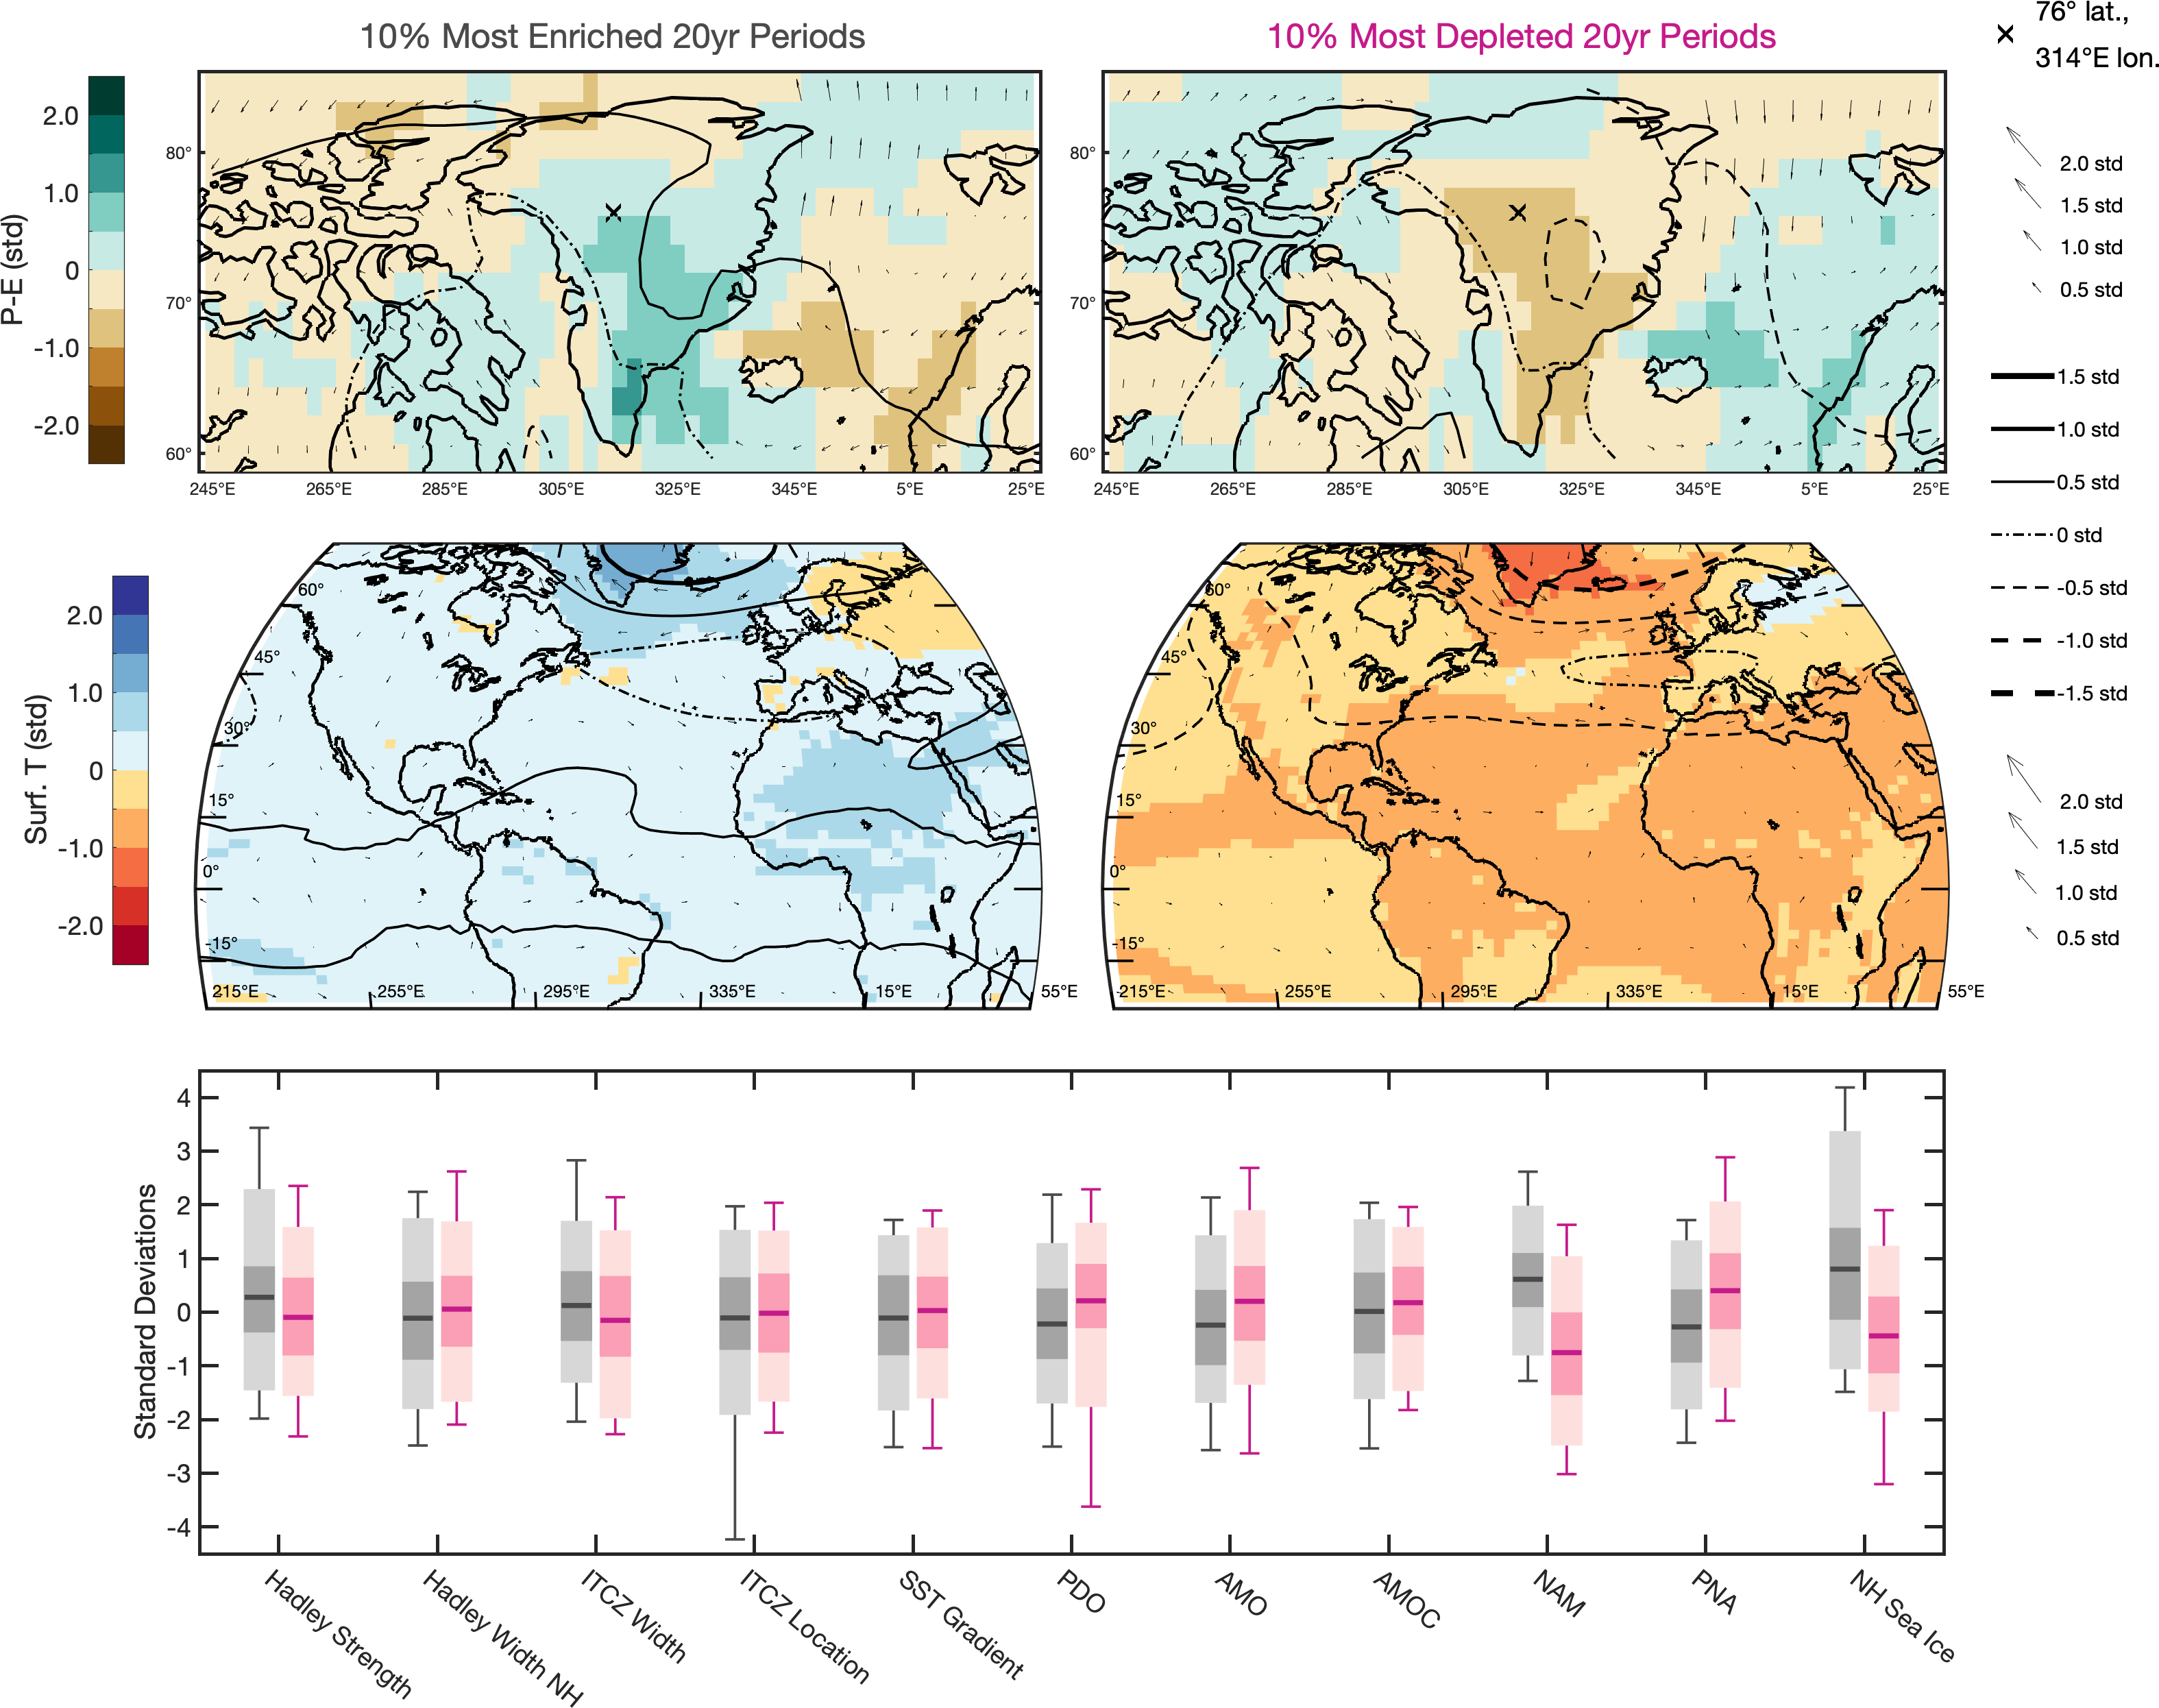 10% Most Enriched 20yr Periods
10% Most Depleted 20yr Periods
76° lat.,
314°E lon.
P-E (std)
2.0
1.0
0
-1.0
-2.0
80°
70°
60°
245°E 265°E 285°E 305°E 325°E 345°E 5°E 25°E
80°
70°
60°
245°E 265°E 285°E 305°E 325°E 345°E 5°E 25°E
2.0 std
1.5 std
1.0 std
0.5 std
1.5 std
1.0 std
0.5 std
0 std
-0.5 std
-1.0 std
-1.5 std
2.0 std
1.5 std
1.0 std
0.5 std
Surf. T (std)
2.0
1.0
0
-1.0
-2.0
60°
45°
30°
15°
0°
-15°
215°E 255°E 295°E 335°E 15°E 55°E
60°
45°
30°
15°
0°
-15°
215°E 255°E 295°E 335°E 15°E 55°E
Standard Deviations
4
3
2
1
0
-1
-2
-3
-4
Hadley Strength
Hadley Width NH
ITCZ Width
ITCZ Location
SST Gradient
PDO
AMO
AMOC
NAM
PNA
NH Sea Ice